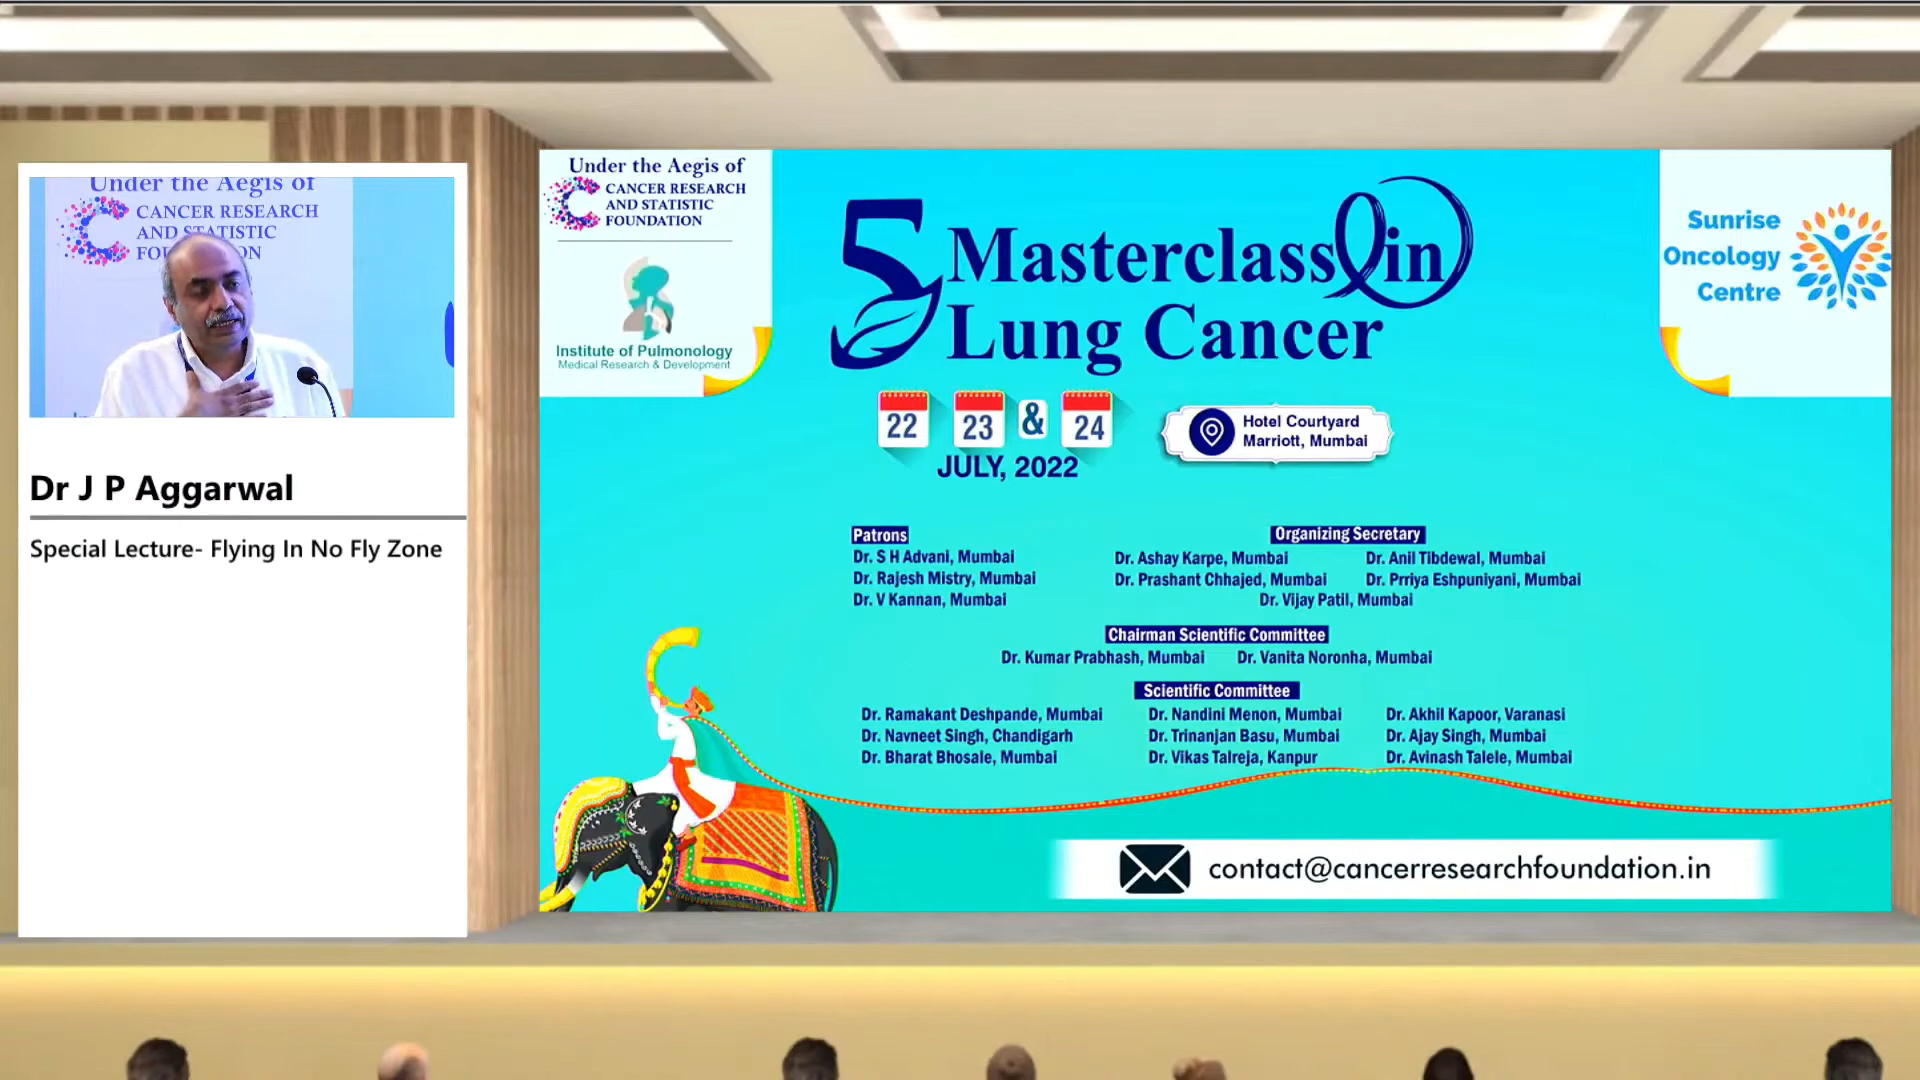 Under the Aegis of
CANCER RESEARCH
AND STATISTIC
FOUNDATION
Dr J P Aggarwal
Special Lecture- Flying In No Fly Zone
Under the Aegis of
CANCER RESEARCH
AND STATISTIC
FOUNDATION
Institute of Pulmonology
Medical Research & Development
5 Masterclass in
Lung Cancer
22 23 & 24
JULY, 2022
Hotel Courtyard
Marriott, Mumbai
Sunrise
Oncology
Centre
Patrons
Dr. S H Advani, Mumbai
Dr. Rajesh Mistry, Mumbai
Dr. V Kannan, Mumbai
Organizing Secretary
Dr. Ashay Karpe, Mumbai Dr. Anil Tibdewal, Mumbai
Dr. Prashant Chhajed, Mumbai Dr. Prriya Eshpuniyani, Mumbai
Dr. Vijay Patil, Mumbai
Chairman Scientific Committee
Dr. Kumar Prabhash, Mumbai Dr. Vanita Noronha, Mumbai
Scientific Committee
Dr. Ramakant Deshpande, Mumbai Dr. Nandini Menon, Mumbai Dr. Akhil Kapoor, Varanasi
Dr. Navneet Singh, Chandigarh Dr. Trinanjan Basu, Mumbai Dr. Ajay Singh, Mumbai
Dr. Bharat Bhosale, Mumbai Dr. Vikas Talreja, Kanpur Dr. Avinash Talele, Mumbai
contact@cancerresearchfoundation.in